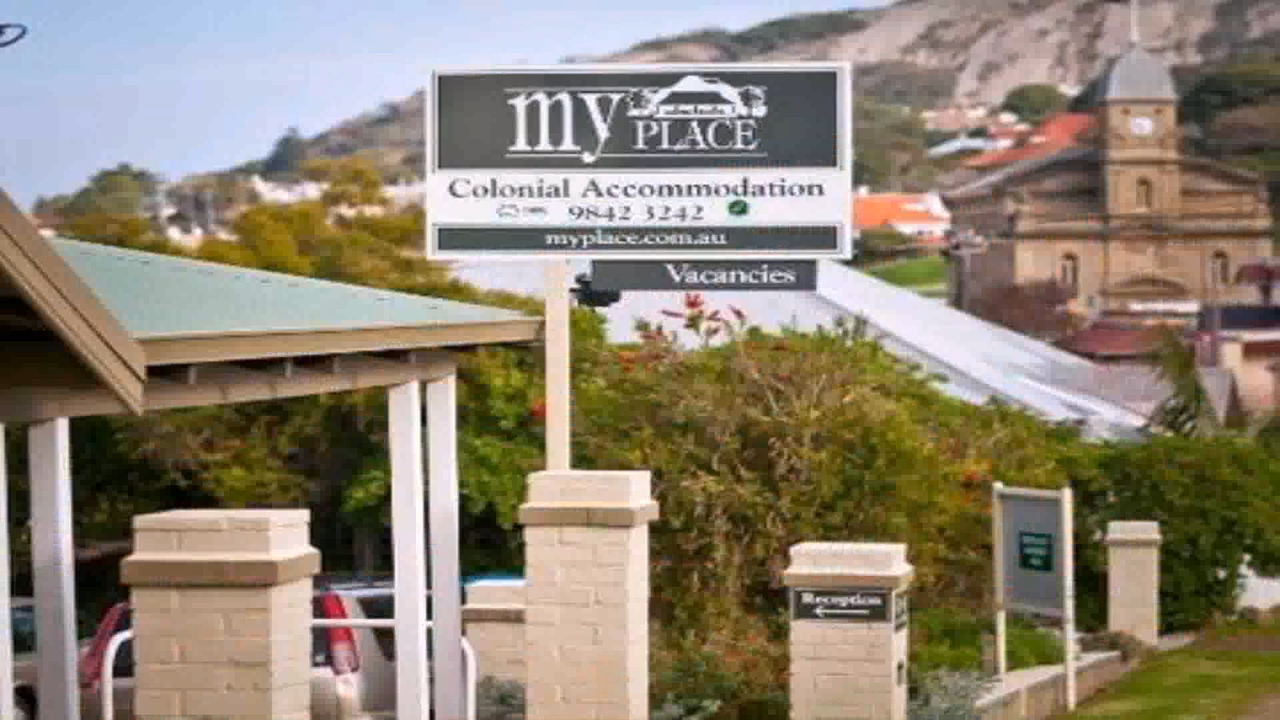 my PLACE
Colonial Accommodation
9842 3242
myplace.com.au
Vacancies
Reception